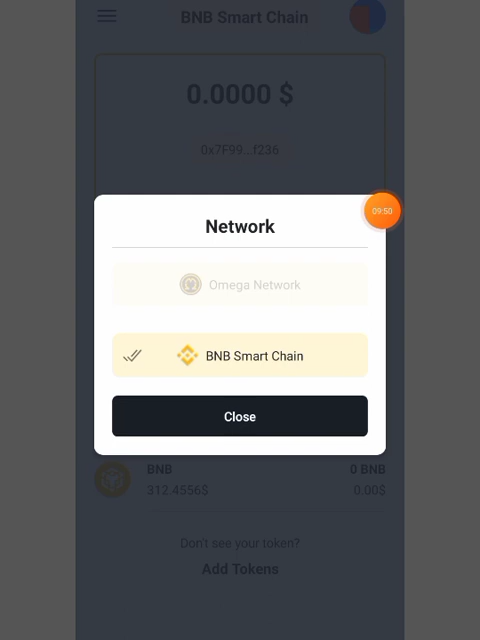 BNB Smart Chain
0.0000 $
0x7F99...f236
09:50
Network
Omega Network
BNB Smart Chain
Close
BNB 0 BNB
312.4556$ 0.00$
Don't see your token?
Add Tokens